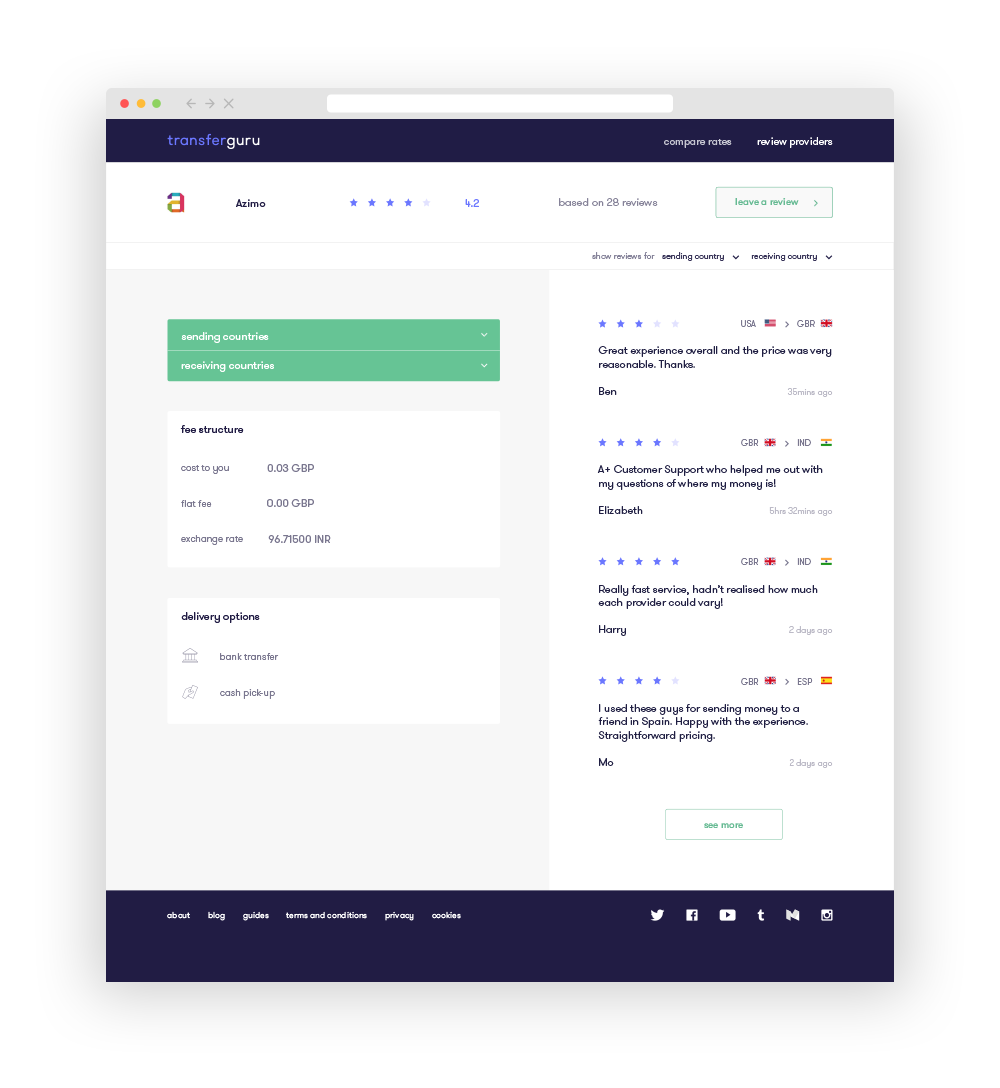 transferguru
compare rates review providers
Azimo 4.2 based on 28 reviews leave a review
show reviews for sending country receiving country
sending countries
receiving countries
fee structure
cost to you 0.03 GBP
flat fee 0.00 GBP
exchange rate 96.71500 INR
delivery options
bank transfer
cash pick-up
USA GBR
Great experience overall and the price was very
reasonable. Thanks.
Ben 35mins ago
GBR IND
A+ Customer Support who helped me out with
my questions of where my money is!
Elizabeth 5hrs 32mins ago
GBR IND
Really fast service, hadn't realised how much
each provider could vary!
Harry 2 days ago
GBR ESP
I used these guys for sending money to a
friend in Spain. Happy with the experience.
Straightforward pricing.
Mo 2 days ago
see more
about blog guides terms and conditions privacy cookies